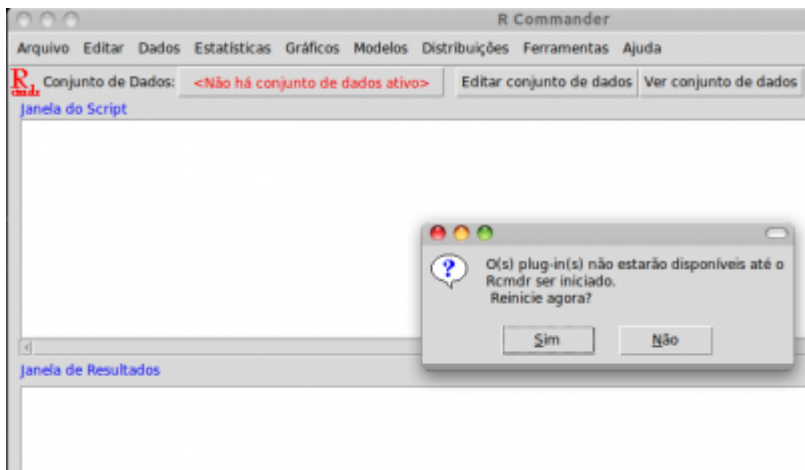 R Commander
Arquivo Editar Dados Estatísticas Gráficos Modelos Distribuições Ferramentas Ajuda
R cmdr Conjunto de Dados: <Não há conjunto de dados ativo> Editar conjunto de dados Ver conjunto de dados
Janela do Script
O(s) plug-in(s) não estarão disponíveis até o
Rcmdr ser iniciado.
Reinicie agora?
Sim Não
Janela de Resultados